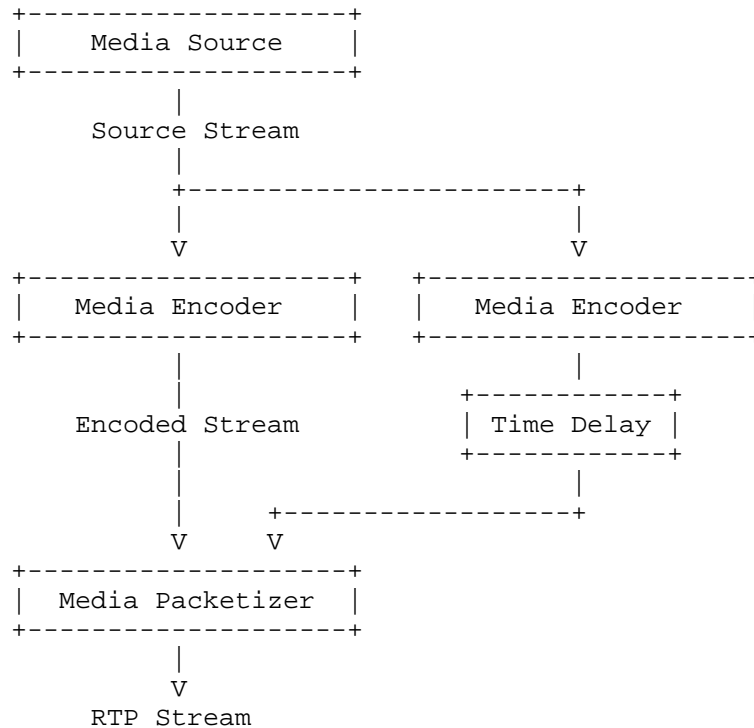 Media Source
Source Stream
V V
Media Encoder Media Encoder
Encoded Stream Time Delay
V V
Media Packetizer
V
RTP Stream